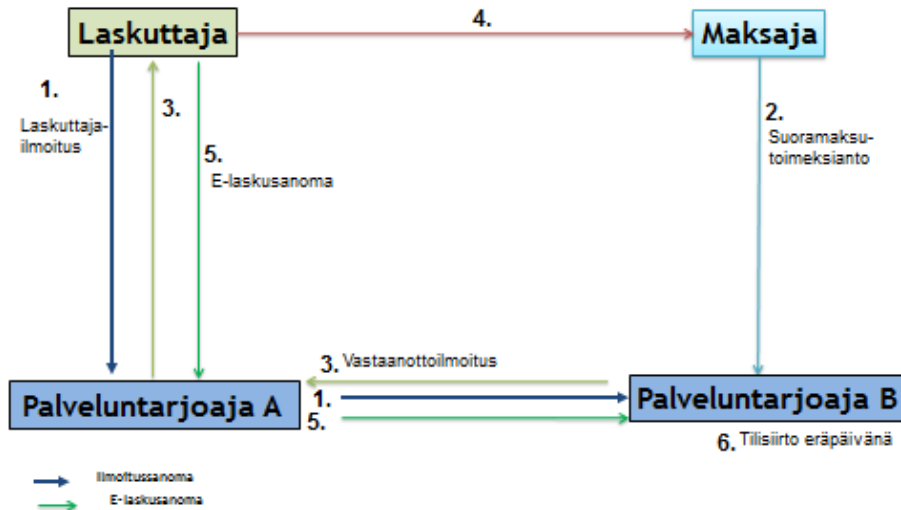 4.
Laskuttaja
Maksaja
1.
3.
2.
Laskuttaja-
ilmoitus
Suoramaksu-
toimeksianto
5.
E-laskusanoma
3. Vastaanottoilmoitus
Palveluntarjoaja A
1.
Palveluntarjoaja B
5.
6. Tilisiirto eräpäivänä
Ilmoitussanoma
E-laskusanoma